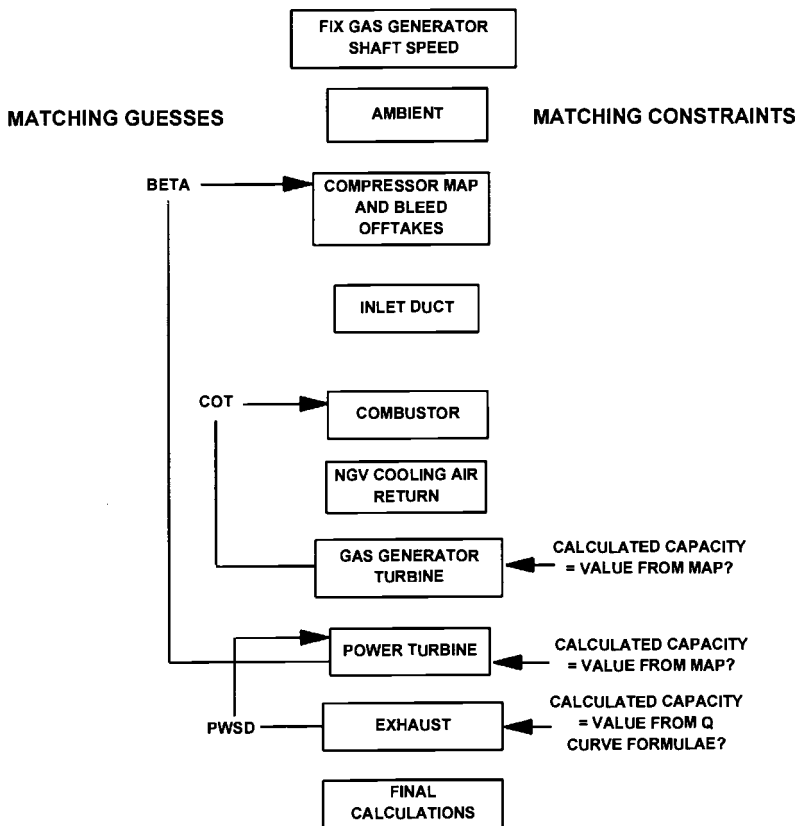 FIX GAS GENERATOR
SHAFT SPEED
MATCHING GUESSES
AMBIENT
MATCHING CONSTRAINTS
BETA
COMPRESSOR MAP
AND BLEED
OFFTAKES
INLET DUCT
COT
COMBUSTOR
NGV COOLING AIR
RETURN
GAS GENERATOR
TURBINE
CALCULATED CAPACITY
= VALUE FROM MAP?
POWER TURBINE
CALCULATED CAPACITY
= VALUE FROM MAP?
PWSD
EXHAUST
CALCULATED CAPACITY
= VALUE FROM Q
CURVE FORMULAE?
FINAL
CALCULATIONS